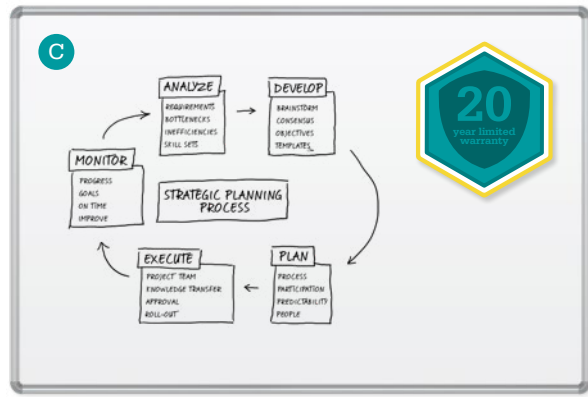 C
20
year limited
warranty
ANALYZE
REQUIREMENTS
BOTTLENECKS
INEFFICIENCIES
SKILL SETS
DEVELOP
BRAINSTORM
CONSENSUS
OBJECTIVES
TEMPLATES
MONITOR
PROGRESS
GOALS
ON TIME
IMPROVE
STRATEGIC PLANNING
PROCESS
EXECUTE
PROJECT TEAM
KNOWLEDGE TRANSFER
APPROVAL
ROLL-OUT
PLAN
PROCESS
PARTICIPATION
PREDICTABILITY
PEOPLE